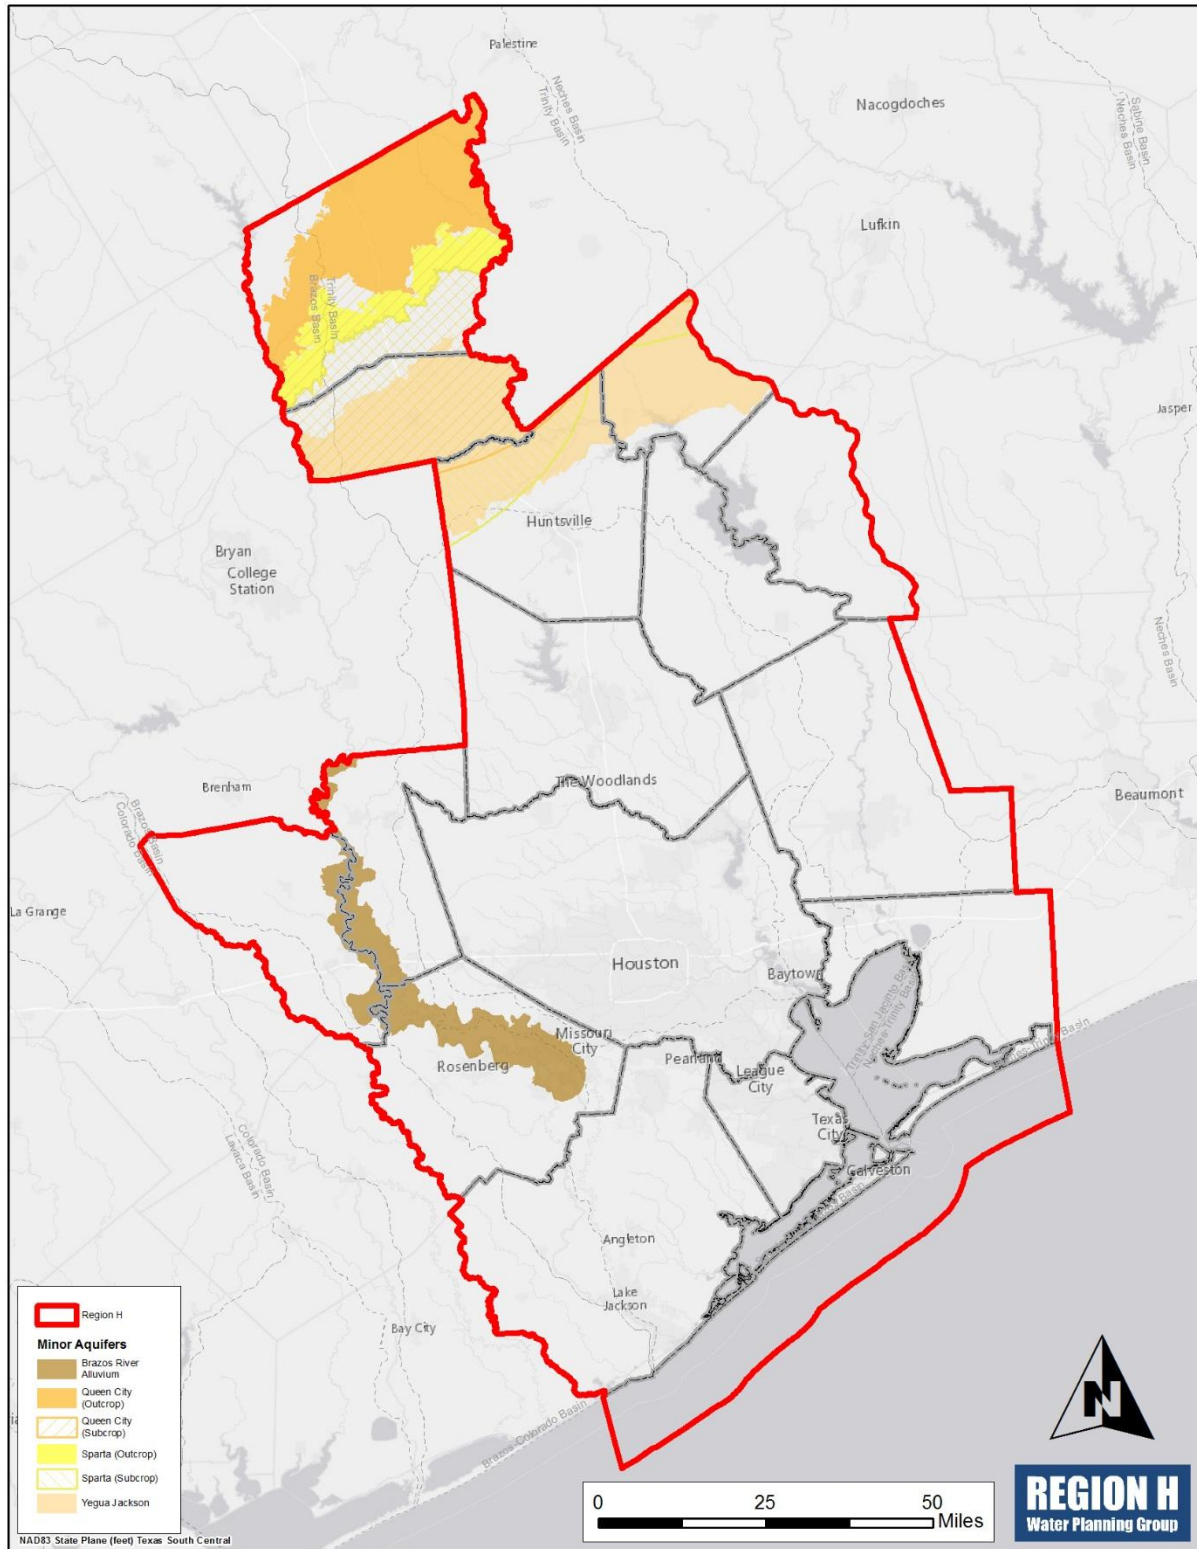 Palestine
Neches Basin
Trinity Basin
Nacogdoches
Sabine Basin
Neches Basin
Lufkin
Trinity Basin
Brazos Basin
Jasper
Huntsville
Bryan
College
Station
Neches Basin
The Woodlands
Brenham
Beaumont
Brazos Basin
Colorado Basin
La Grange
Houston
Baytown
Missouri
City
Pearland
Rosenberg
League
City
Texas
City
Galveston
Colorado Basin
Lavaca Basin
Angleton
Lake
Jackson
Bay City
Brazos-Colorado Basin
Region H
Minor Aquifers
Brazos River
Alluvium
Queen City
(Outcrop)
Queen City
(Subcrop)
Sparta (Outcrop)
Sparta (Subcrop)
Yegua Jackson
NAD83 State Plane (feet) Texas South Central
0 25 50
Miles
N
REGION H
Water Planning Group